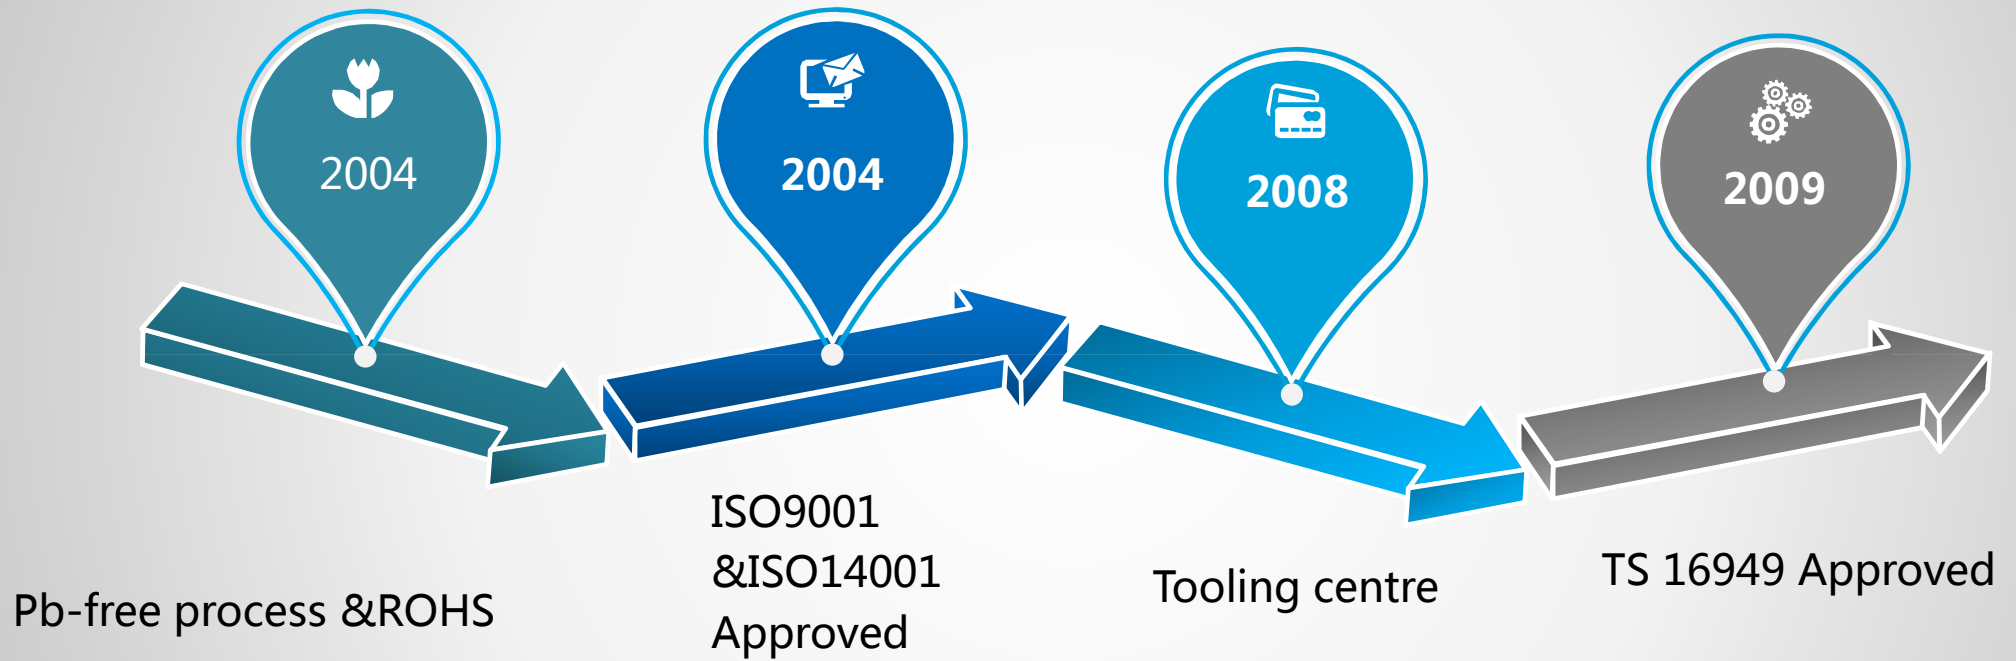 2004
2004
2008
2009
Pb-free process &ROHS
ISO9001
&ISO14001
Approved
Tooling centre
TS 16949 Approved